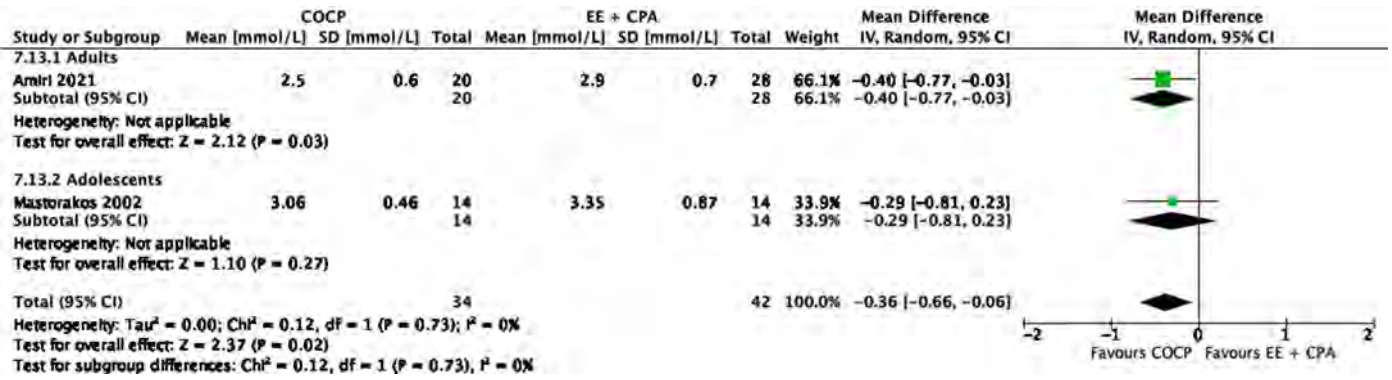 COCP EE + CPA Mean Difference Mean Difference
Study or Subgroup Mean [mmol/L] SD [mmol/L] Total Mean [mmol/L] SD [mmol/L] Total Weight IV, Random, 95% CI IV, Random, 95% CI
7.13.1 Adults
Amiri 2021 2.5 0.6 20 2.9 0.7 28 66.1% −0.40 [−0.77, −0.03]
Subtotal (95% CI) 20 28 66.1% −0.40 [−0.77, −0.03]
Heterogeneity: Not applicable
Test for overall effect: Z = 2.12 (P = 0.03)
7.13.2 Adolescents
Mastorakos 2002 3.06 0.46 14 3.35 0.87 14 33.9% −0.29 [−0.81, 0.23]
Subtotal (95% CI) 14 14 33.9% −0.29 [−0.81, 0.23]
Heterogeneity: Not applicable
Test for overall effect: Z = 1.10 (P = 0.27)
Total (95% CI) 34 42 100.0% −0.36 [−0.66, −0.06]
Heterogeneity: Tau² = 0.00; Chi² = 0.12, df = 1 (P = 0.73); I² = 0%
Test for overall effect: Z = 2.37 (P = 0.02)
Test for subgroup differences: Chi² = 0.12, df = 1 (P = 0.73), I² = 0%
−2 −1 0 1 2
Favours COCP Favours EE + CPA